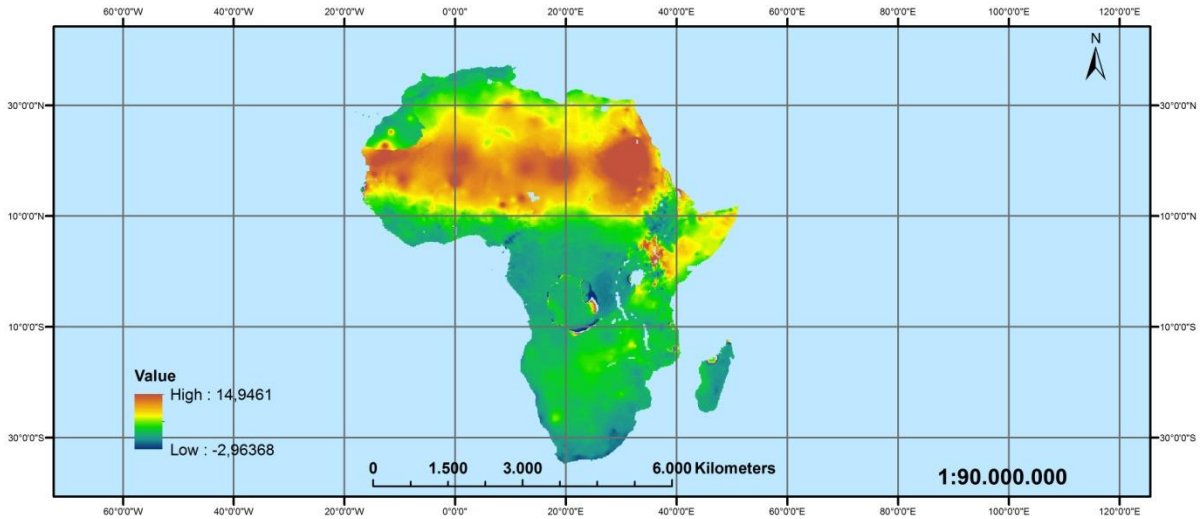 60°0'0"W 40°0'0"W 20°0'0"W 0°0'0" 20°0'0"E 40°0'0"E 60°0'0"E 80°0'0"E 100°0'0"E 120°0'0"E
N
30°0'0"N 30°0'0"N
10°0'0"N 10°0'0"N
10°0'0"S 10°0'0"S
Value
High : 14,9461
30°0'0"S 30°0'0"S
Low : -2,96368
0 1.500 3.000 6.000 Kilometers
1:90.000.000
60°0'0"W 40°0'0"W 20°0'0"W 0°0'0" 20°0'0"E 40°0'0"E 60°0'0"E 80°0'0"E 100°0'0"E 120°0'0"E